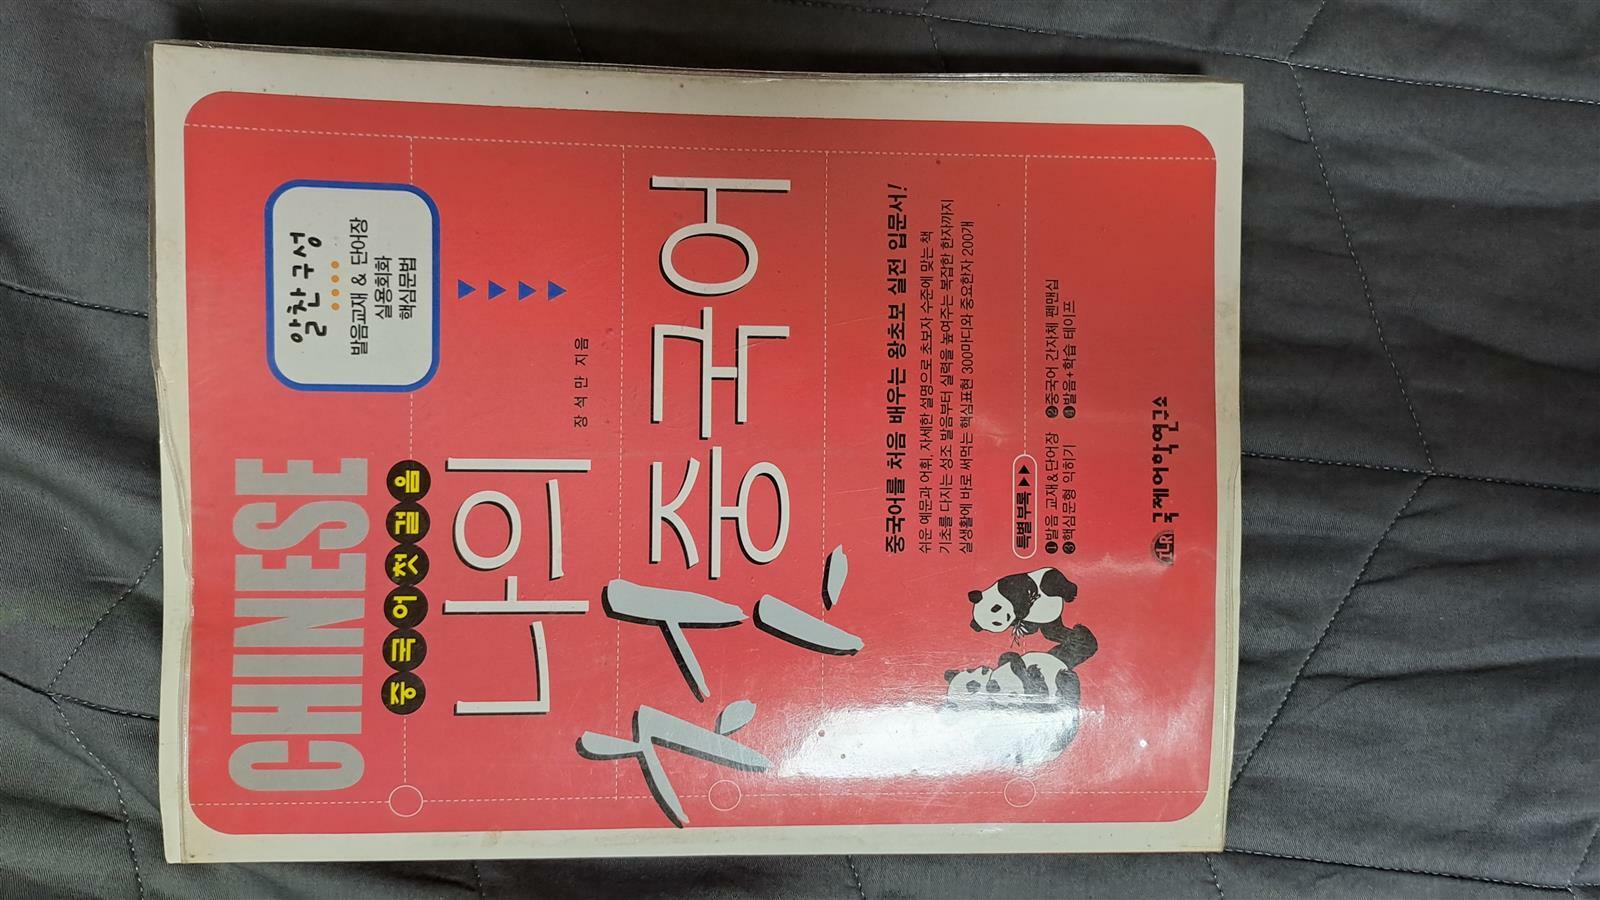 CHINESE
알찬 구성
발음교재 & 단어장
실용회화
핵심문법
중국어 첫걸음
장석만 지음
나의
첫 중국어
중국어를 처음 배우는 왕초보 실전 입문서!
쉬운 예문과 어휘, 자세한 설명으로 초보자 수준에 맞는 책
기초를 다지는 성조 발음부터 실력을 높여주는 복잡한 한자까지
실생활에 바로 써먹는 핵심표현 300마디와 중요한자 200개
특별부록 ▶▶
❶발음 교재&단어장 ❷중국어 간자체 펜맨십
❸핵심문형 익히기 ❹발음+학습 테이프
ILR 국제어학연구소